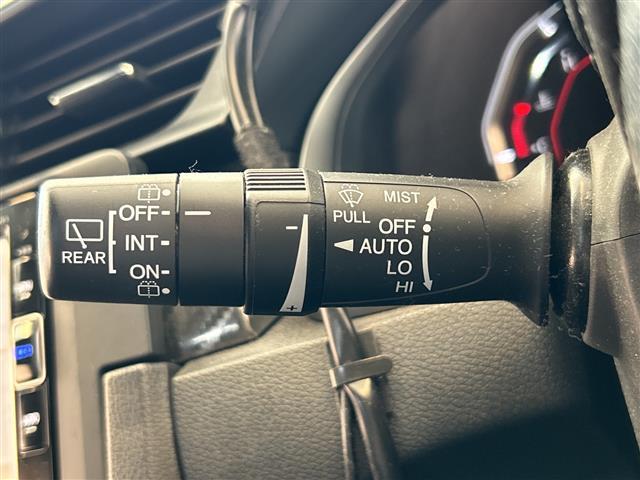 OFF
INT
REAR
ON
− +
PULL
MIST
OFF
AUTO
LO
HI